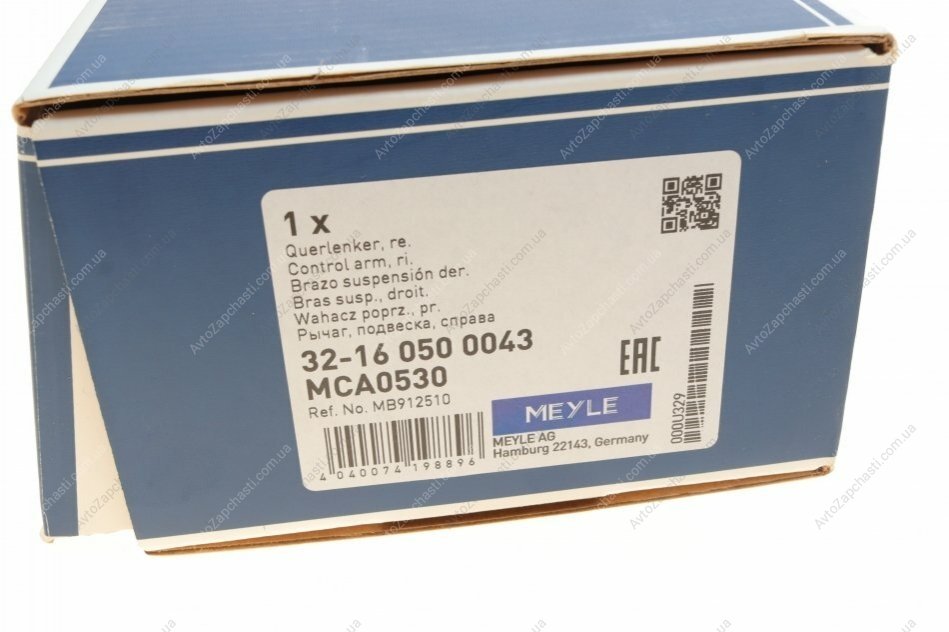 1 x
Querlenker, re.
Control arm, ri.
Brazo suspensión der.
Bras susp., droit.
Wahacz poprz., pr.
Рычаг, подвеска, справа
32-16 050 0043
MCA0530
Ref. No. MB912510
4 040074 198896
EAC
MEYLE
MEYLE AG
Hamburg 22143, Germany
000U329
AvtoZapchasti.com.ua